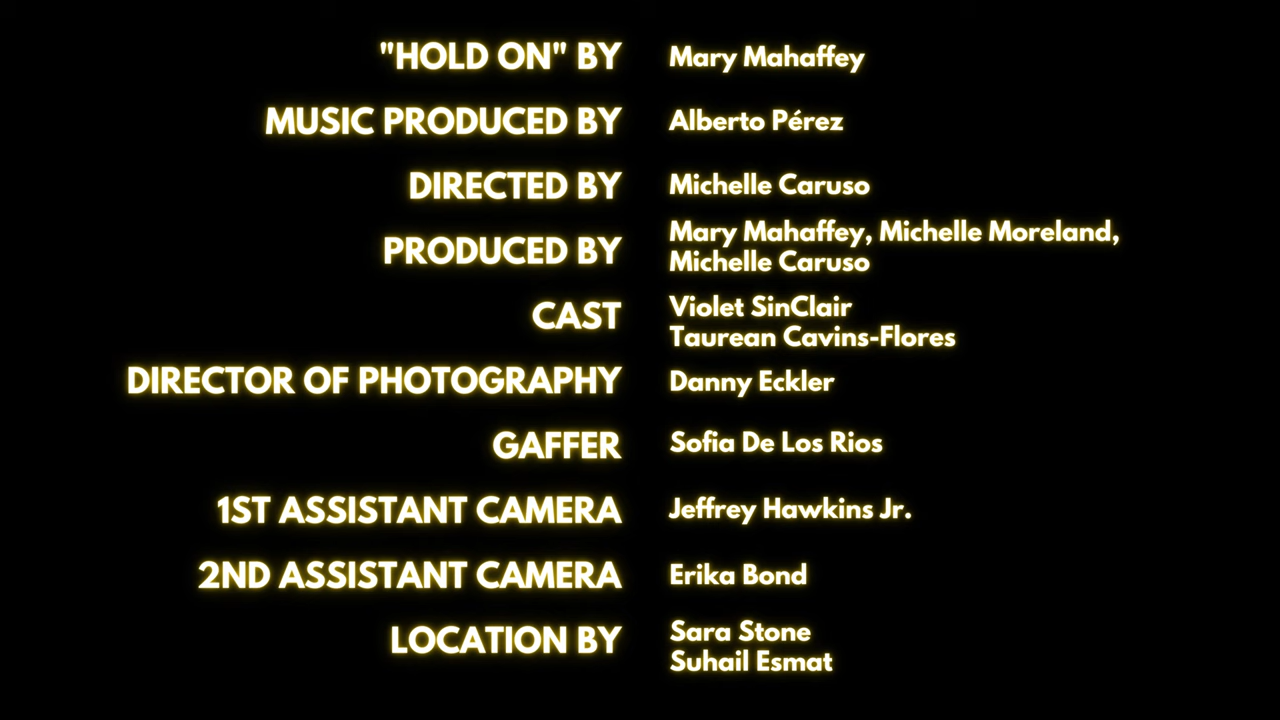 "HOLD ON" BY Mary Mahaffey
MUSIC PRODUCED BY Alberto Pérez
DIRECTED BY Michelle Caruso
PRODUCED BY Mary Mahaffey, Michelle Moreland,
Michelle Caruso
CAST Violet SinClair
Taurean Cavins-Flores
DIRECTOR OF PHOTOGRAPHY Danny Eckler
GAFFER Sofia De Los Rios
1ST ASSISTANT CAMERA Jeffrey Hawkins Jr.
2ND ASSISTANT CAMERA Erika Bond
LOCATION BY Sara Stone
Suhail Esmat